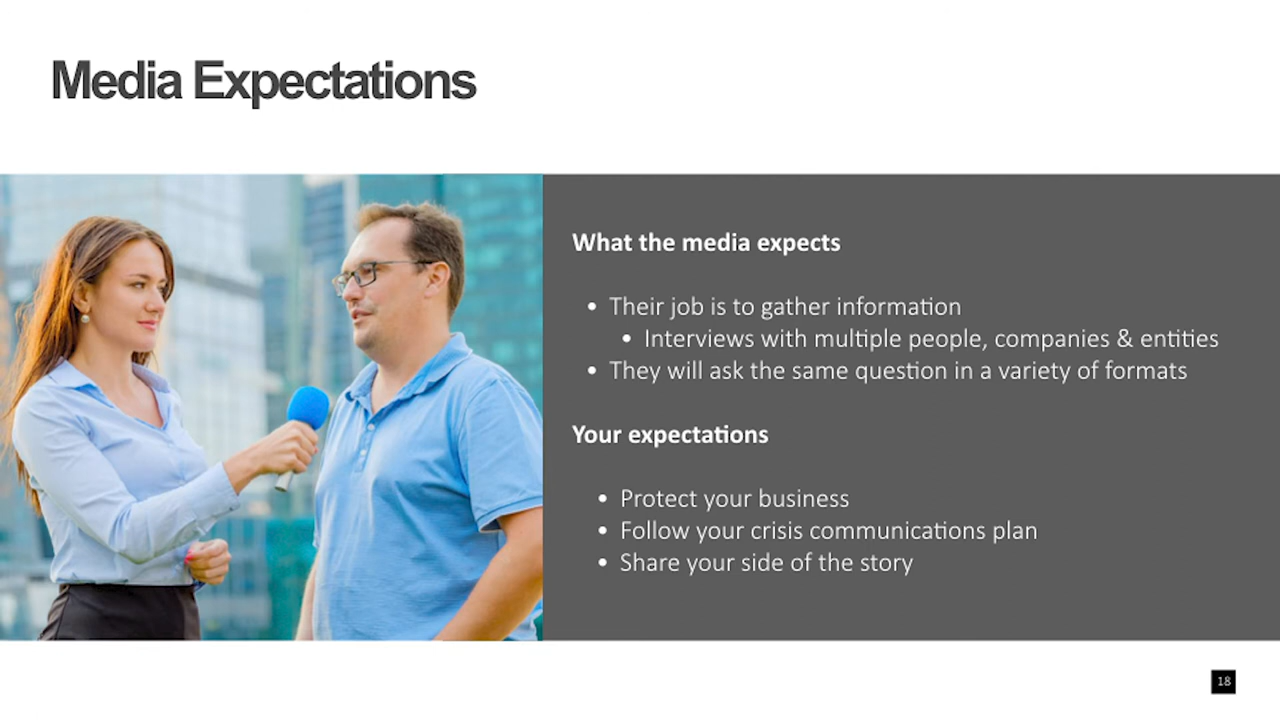 Media Expectations
What the media expects
• Their job is to gather information
• Interviews with multiple people, companies & entities
• They will ask the same question in a variety of formats
Your expectations
• Protect your business
• Follow your crisis communications plan
• Share your side of the story
18